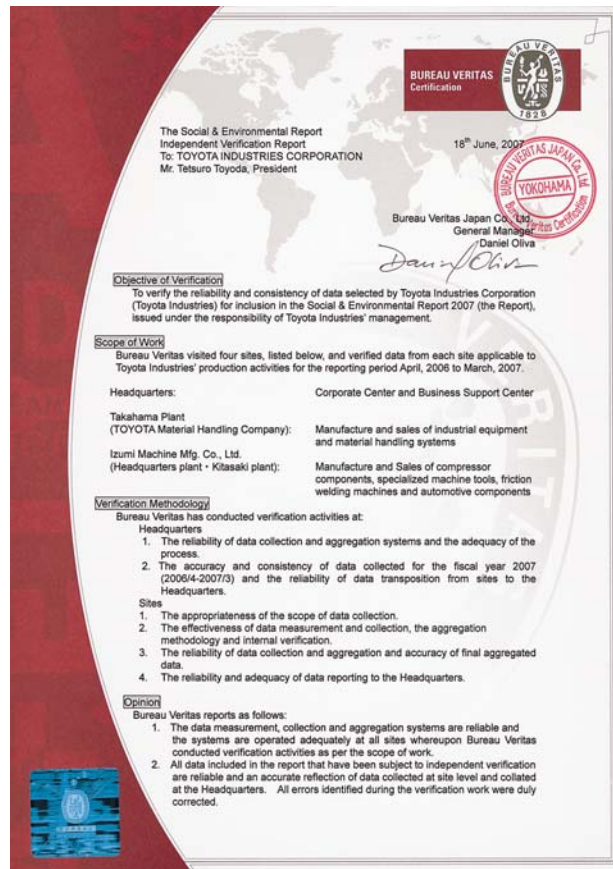 BUREAU VERITAS
Certification
BUREAU VERITAS
1828
The Social & Environmental Report
Independent Verification Report
To: TOYOTA INDUSTRIES CORPORATION
Mr. Tetsuro Toyoda, President
18th June, 2007
BUREAU VERITAS JAPAN Co., Ltd.
YOKOHAMA
Bureau Veritas Certification
Bureau Veritas Japan Co., Ltd.
General Manager
Daniel Oliva
Daniel Oliva
Objective of Verification
To verify the reliability and consistency of data selected by Toyota Industries Corporation
(Toyota Industries) for inclusion in the Social & Environmental Report 2007 (the Report),
issued under the responsibility of Toyota Industries' management.
Scope of Work
Bureau Veritas visited four sites, listed below, and verified data from each site applicable to
Toyota Industries' production activities for the reporting period April, 2006 to March, 2007.
Headquarters: Corporate Center and Business Support Center
Takahama Plant
(TOYOTA Material Handling Company): Manufacture and sales of industrial equipment
and material handling systems
Izumi Machine Mfg. Co., Ltd.
(Headquarters plant・Kitasaki plant): Manufacture and Sales of compressor
components, specialized machine tools, friction
welding machines and automotive components
Verification Methodology
Bureau Veritas has conducted verification activities at:
Headquarters
1. The reliability of data collection and aggregation systems and the adequacy of the
process.
2. The accuracy and consistency of data collected for the fiscal year 2007
(2006/4-2007/3) and the reliability of data transposition from sites to the
Headquarters.
Sites
1. The appropriateness of the scope of data collection.
2. The effectiveness of data measurement and collection, the aggregation
methodology and internal verification.
3. The reliability of data collection and aggregation and accuracy of final aggregated
data.
4. The reliability and adequacy of data reporting to the Headquarters.
Opinion
Bureau Veritas reports as follows:
1. The data measurement, collection and aggregation systems are reliable and
the systems are operated adequately at all sites whereupon Bureau Veritas
conducted verification activities as per the scope of work.
2. All data included in the report that have been subject to independent verification
are reliable and an accurate reflection of data collected at site level and collated
at the Headquarters. All errors identified during the verification work were duly
corrected.